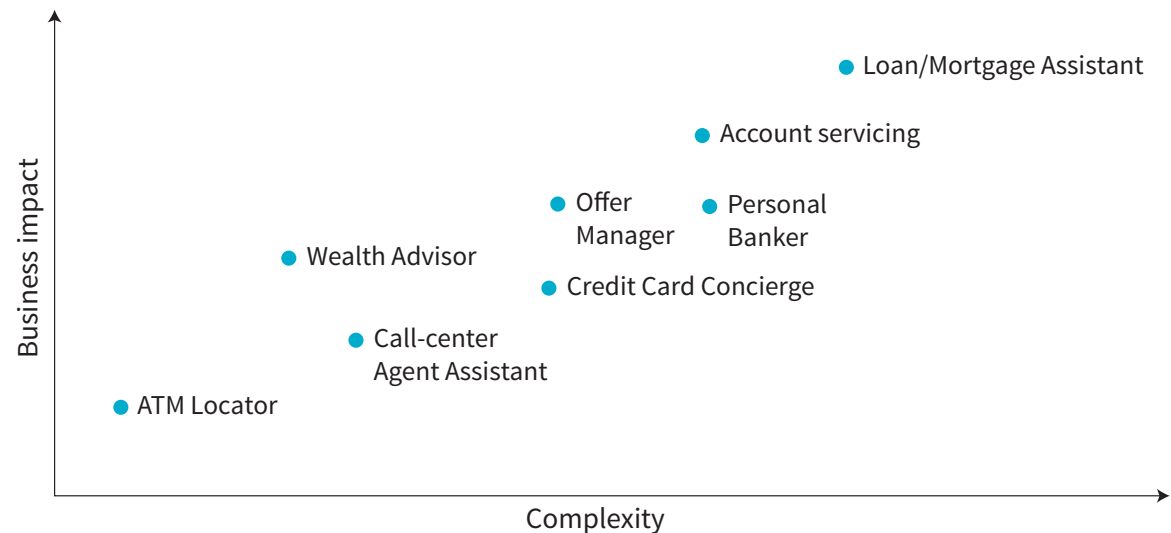 Loan/Mortgage Assistant
Account servicing
Offer
Manager
Personal
Banker
Wealth Advisor
Credit Card Concierge
Call-center
Agent Assistant
ATM Locator
Business impact
Complexity